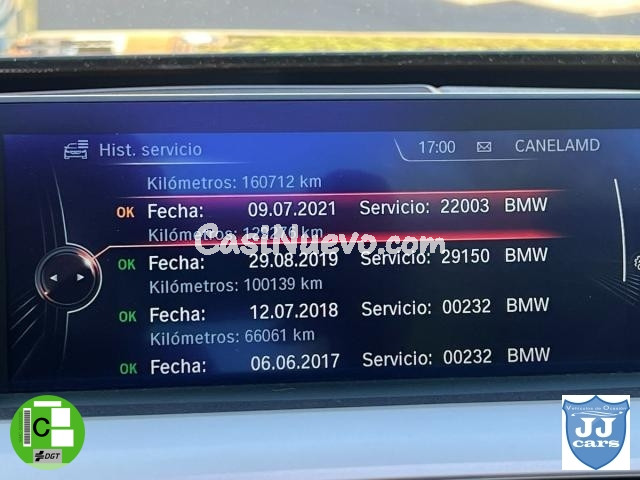 Hist. servicio
17:00
CANELAMD
Kilómetros: 160712 km
OK Fecha: 09.07.2021 Servicio: 22003 BMW
Kilómetros: km
CasiNuevo.com
OK Fecha: 29.08.2019 Servicio: 29150 BMW
Kilómetros: 100139 km
OK Fecha: 12.07.2018 Servicio: 00232 BMW
Kilómetros: 66061 km
OK Fecha: 06.06.2017 Servicio: 00232 BMW
C
DGT
JJ
cars